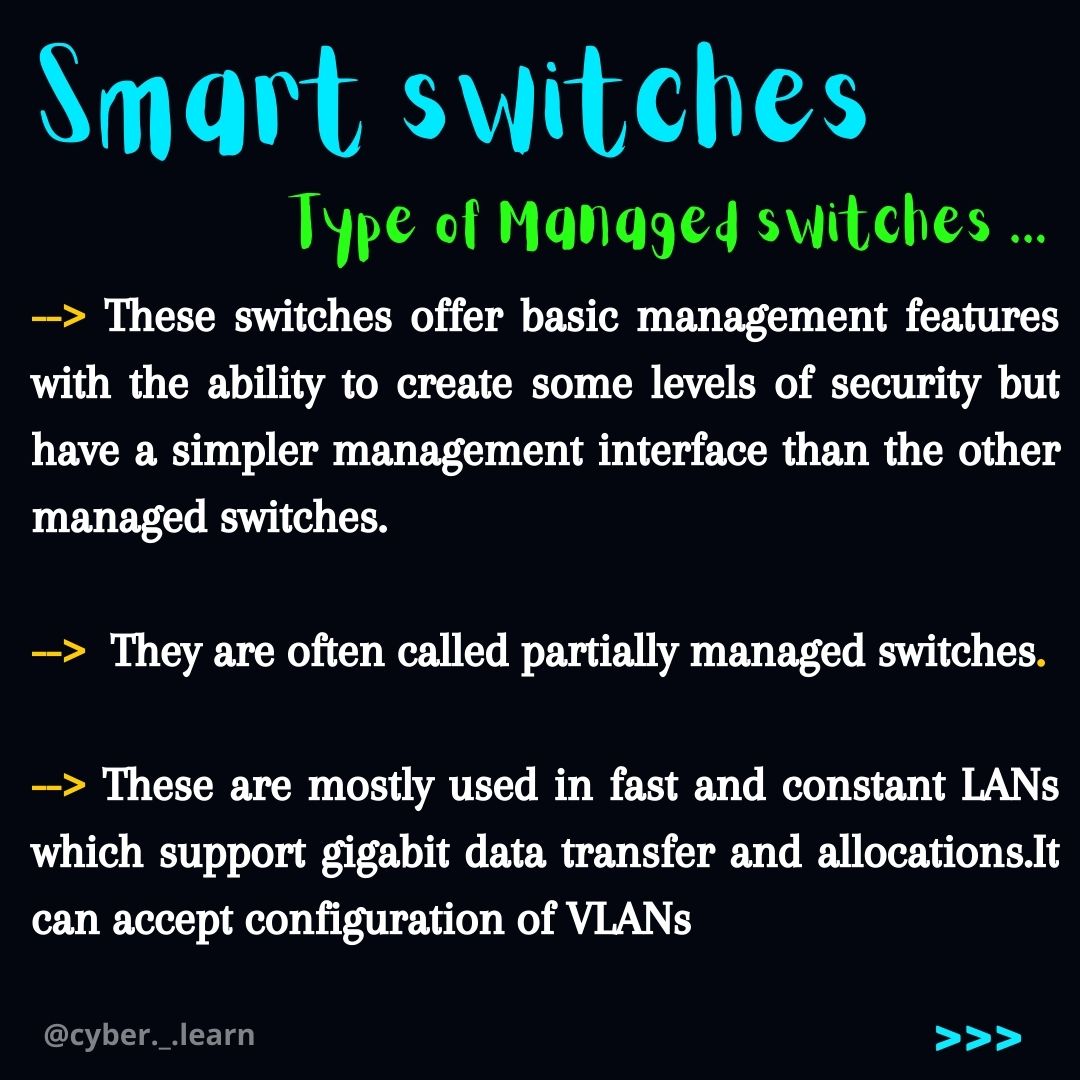 Smart switches
Type of Managed switches ...
--> These switches offer basic management features
with the ability to create some levels of security but
have a simpler management interface than the other
managed switches.
--> They are often called partially managed switches.
--> These are mostly used in fast and constant LANs
which support gigabit data transfer and allocations.It
can accept configuration of VLANs
@cyber._.learn
>>>